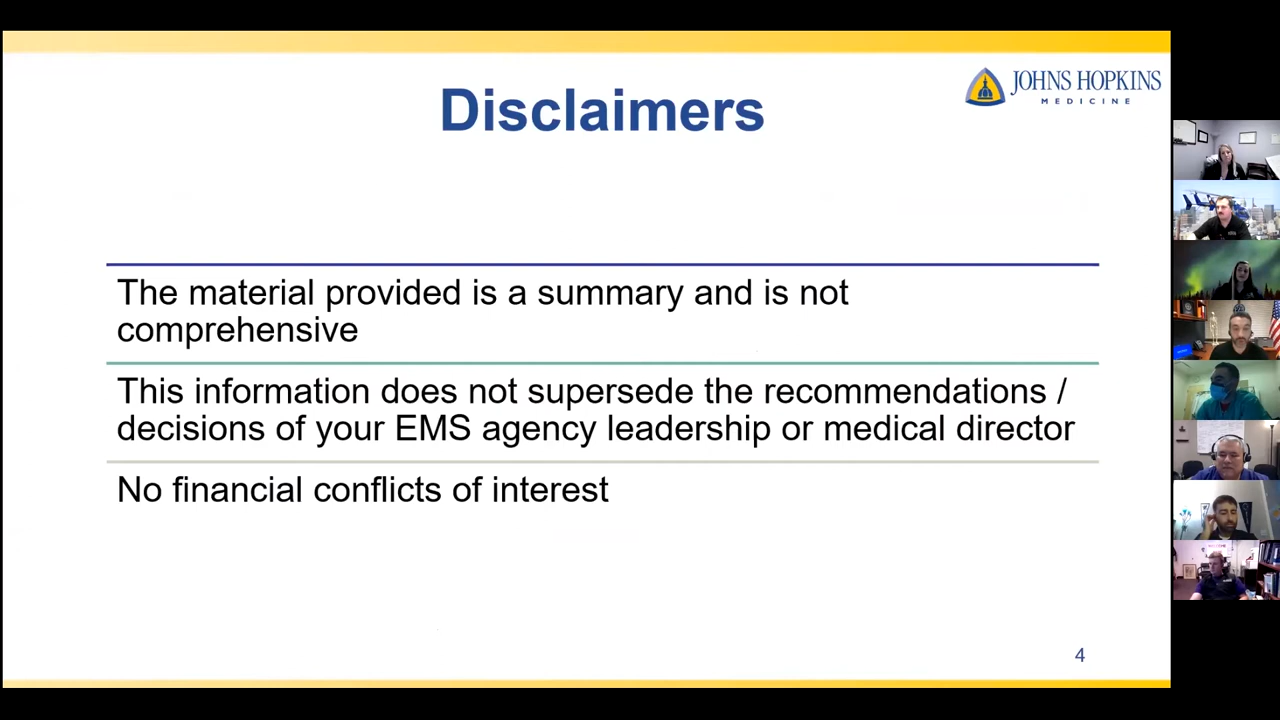 Disclaimers
JOHNS HOPKINS
MEDICINE
The material provided is a summary and is not
comprehensive
This information does not supersede the recommendations /
decisions of your EMS agency leadership or medical director
No financial conflicts of interest
4